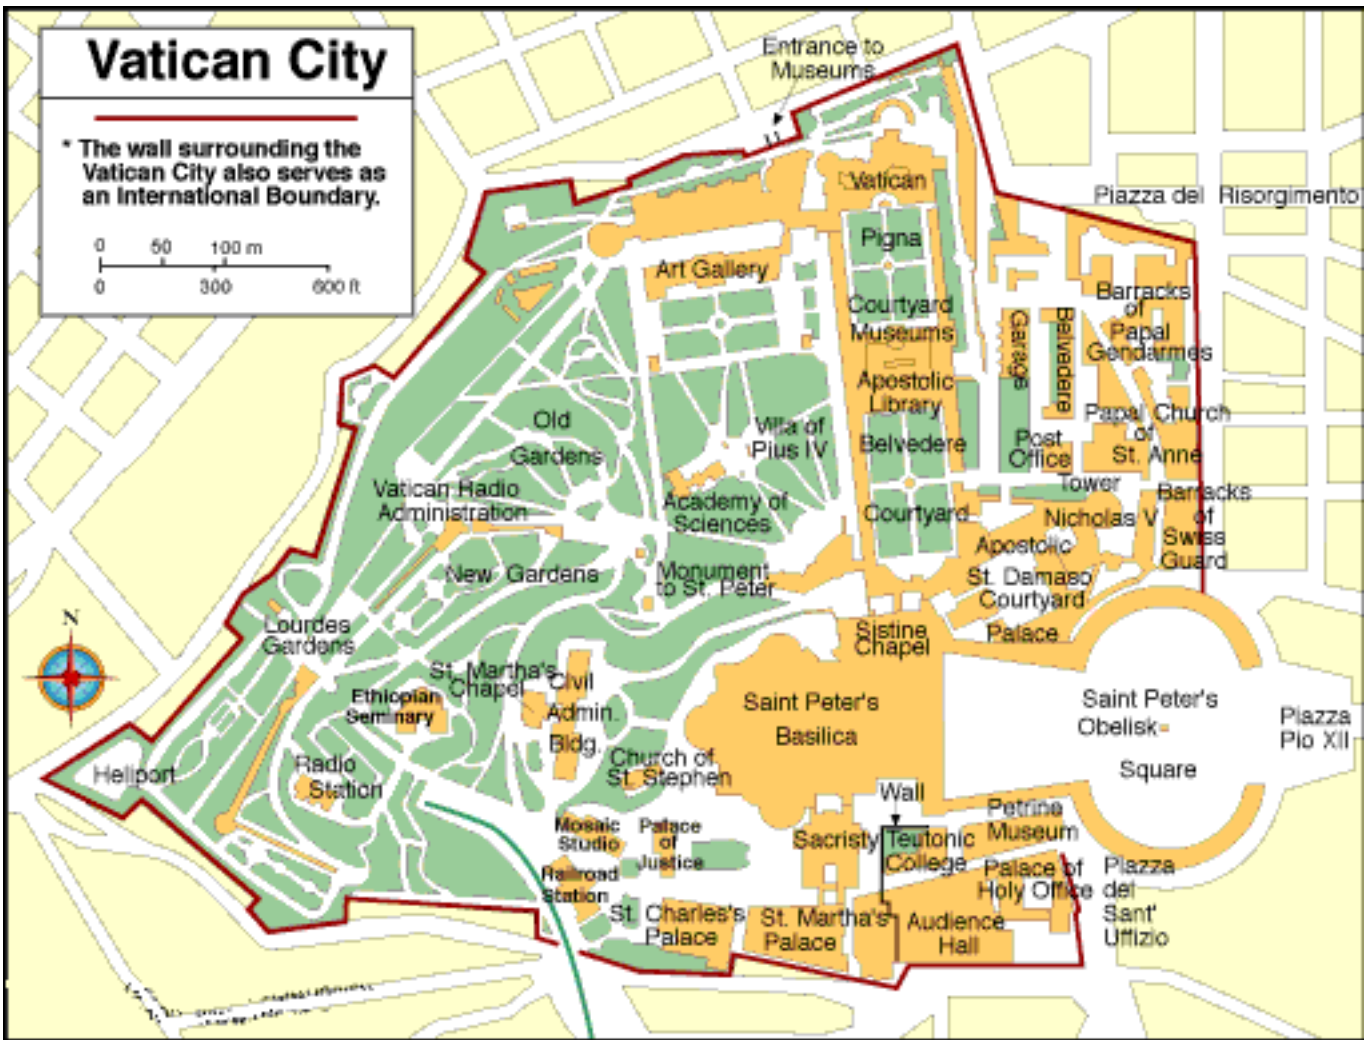 Vatican City
* The wall surrounding the
Vatican City also serves as
an International Boundary.
0 50 100 m
0 300 600 ft
Entrance to
Museums
Piazza del Risorgimento
Vatican
Pigna
Courtyard
Museums
Art Gallery
Barracks
of
Papal
Gendarmes
Garage
Belvedere
Apostolic
Library
Papal Church
of
St. Anne
Old
Gardens
Villa of
Pius IV
Belvedere
Courtyard
Post
Office
Tower
Nicholas V
Barracks
of
Swiss
Guard
Vatican Radio
Administration
Academy of
Sciences
Apostolic
St. Damaso
Courtyard
Palace
New Gardens
Monument
to St. Peter
N
Lourdes
Gardens
Sistine
Chapel
St. Martha's
Chapel
Ethiopian
Seminary
Civil
Admin.
Bldg.
Saint Peter's
Basilica
Saint Peter's
Obelisk
Square
Piazza
Pio XII
Heliport
Radio
Station
Church of
St. Stephen
Wall
Petrine
Museum
Mosaic
Studio
Palace
of
Justice
Sacristy
Teutonic
College
Palace of
Holy Office
Piazza
del
Sant'
Uffizio
Railroad
Station
St. Charles's
Palace
St. Martha's
Palace
Audience
Hall